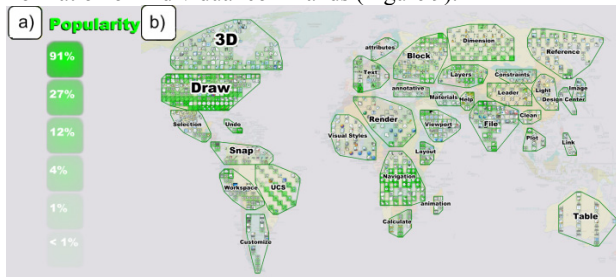 a) Popularity
91%
27%
12%
4%
1%
< 1%
b)
3D
attributes
Block
Dimension
Reference
Text
Layers
Constraints
Draw
annotative
Materials
Help
Leader
Light
Image
Design Center
Selection
Undo
Render
Visual Styles
Viewport
File
Clean
Plot
Link
Snap
Layout
Workspace
UCS
Navigation
animation
Table
Customize
Calculate